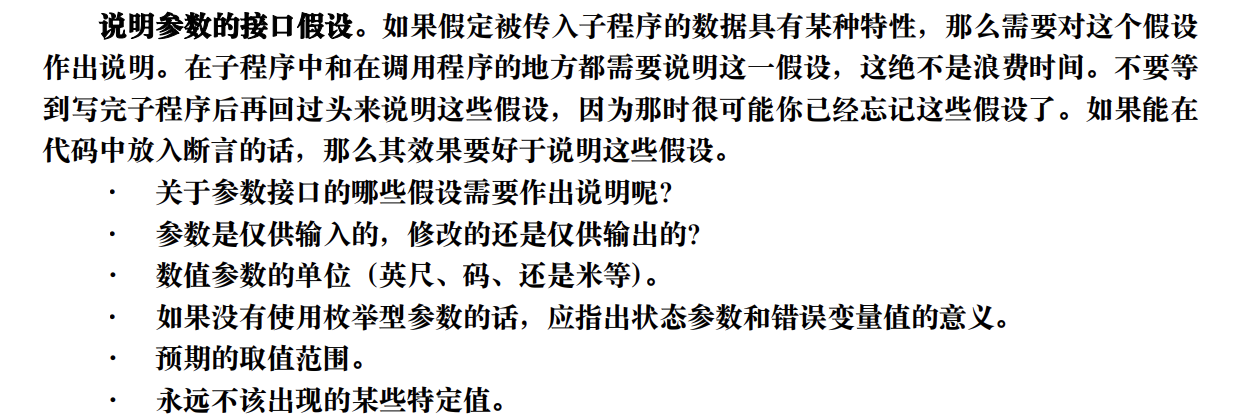 说明参数的接口假设。如果假定被传入子程序的数据具有某种特性，那么需要对这个假设
作出说明。在子程序中和在调用程序的地方都需要说明这一假设，这绝不是浪费时间。不要等
到写完子程序后再回过头来说明这些假设，因为那时很可能你已经忘记这些假设了。如果能在
代码中放入断言的话，那么其效果要好于说明这些假设。
· 关于参数接口的哪些假设需要作出说明呢?
· 参数是仅供输入的，修改的还是仅供输出的?
· 数值参数的单位（英尺、码、还是米等）。
· 如果没有使用枚举型参数的话，应指出状态参数和错误变量值的意义。
· 预期的取值范围。
· 永远不该出现的某些特定值。